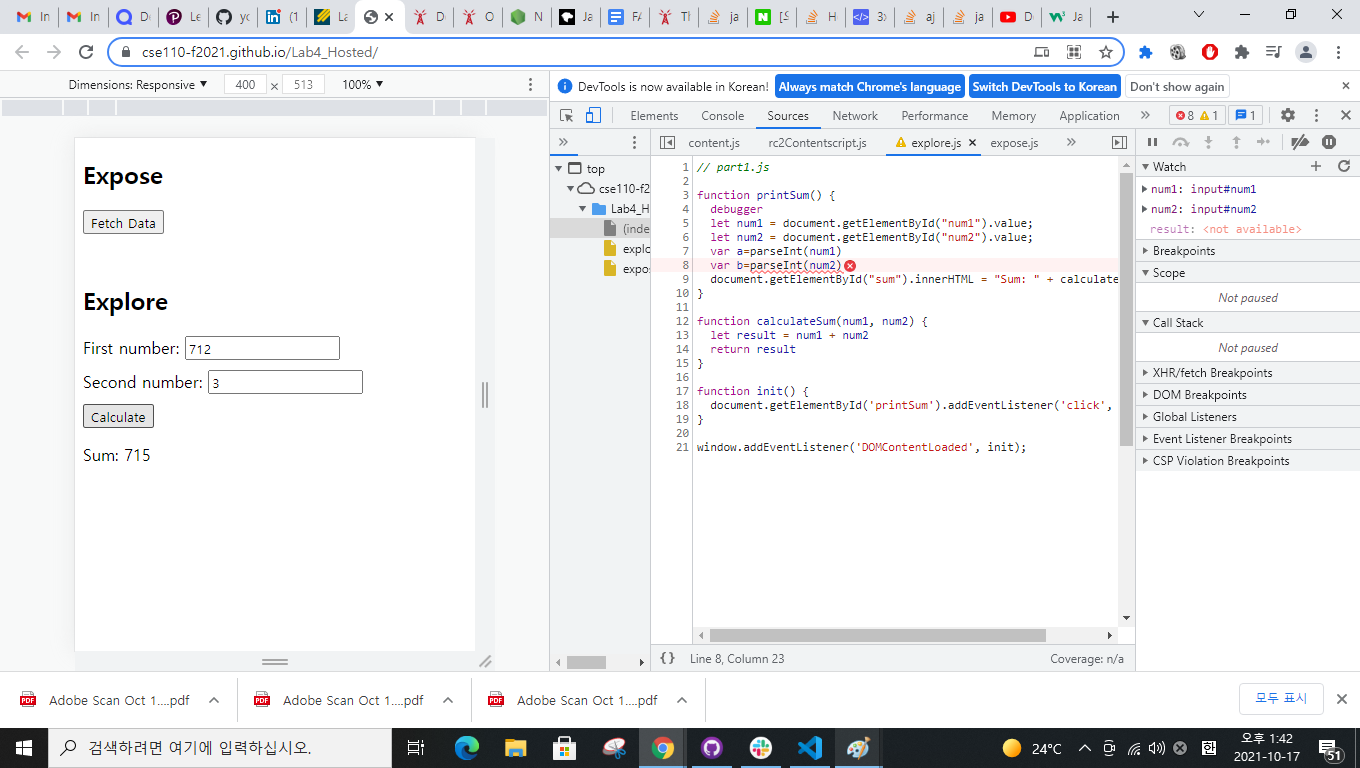 In
In
Du
Le
yc
(1
La
D
O
N
Ja
FA
Th
ja
[S
H
3x
aj
ja
D
Ja
cse110-f2021.github.io/Lab4_Hosted/
Dimensions: Responsive ▼ 400 × 513 100% ▼
DevTools is now available in Korean! Always match Chrome's language Switch DevTools to Korean Don't show again
Elements Console Sources Network Performance Memory Application » 8 1 1
» content.js rc2Contentscript.js explore.js × expose.js »
Expose
Fetch Data
Explore
First number: 712
Second number: 3
Calculate
Sum: 715
top
cse110-f2
Lab4_H
(inde
explo
expos
1 // part1.js
2
3 function printSum() {
4 debugger
5 let num1 = document.getElementById("num1").value;
6 let num2 = document.getElementById("num2").value;
7 var a=parseInt(num1)
8 var b=parseInt(num2)
9 document.getElementById("sum").innerHTML = "Sum: " + calculate
10 }
11
12 function calculateSum(num1, num2) {
13 let result = num1 + num2
14 return result
15 }
16
17 function init() {
18 document.getElementById('printSum').addEventListener('click',
19 }
20
21 window.addEventListener('DOMContentLoaded', init);
{} Line 8, Column 23 Coverage: n/a
Watch
num1: input#num1
num2: input#num2
result: <not available>
Breakpoints
Scope
Not paused
Call Stack
Not paused
XHR/fetch Breakpoints
DOM Breakpoints
Global Listeners
Event Listener Breakpoints
CSP Violation Breakpoints
PDF Adobe Scan Oct 1....pdf
PDF Adobe Scan Oct 1....pdf
PDF Adobe Scan Oct 1....pdf
모두 표시
검색하려면 여기에 입력하십시오.
24°C
한
오후 1:42
2021-10-17
51